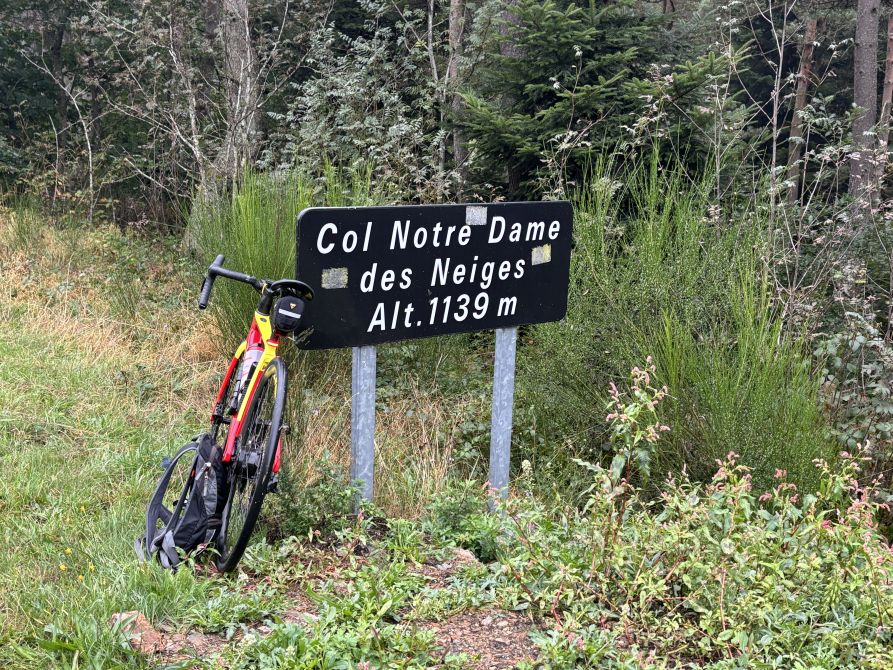 Col Notre Dame
des Neiges
Alt.1139 m